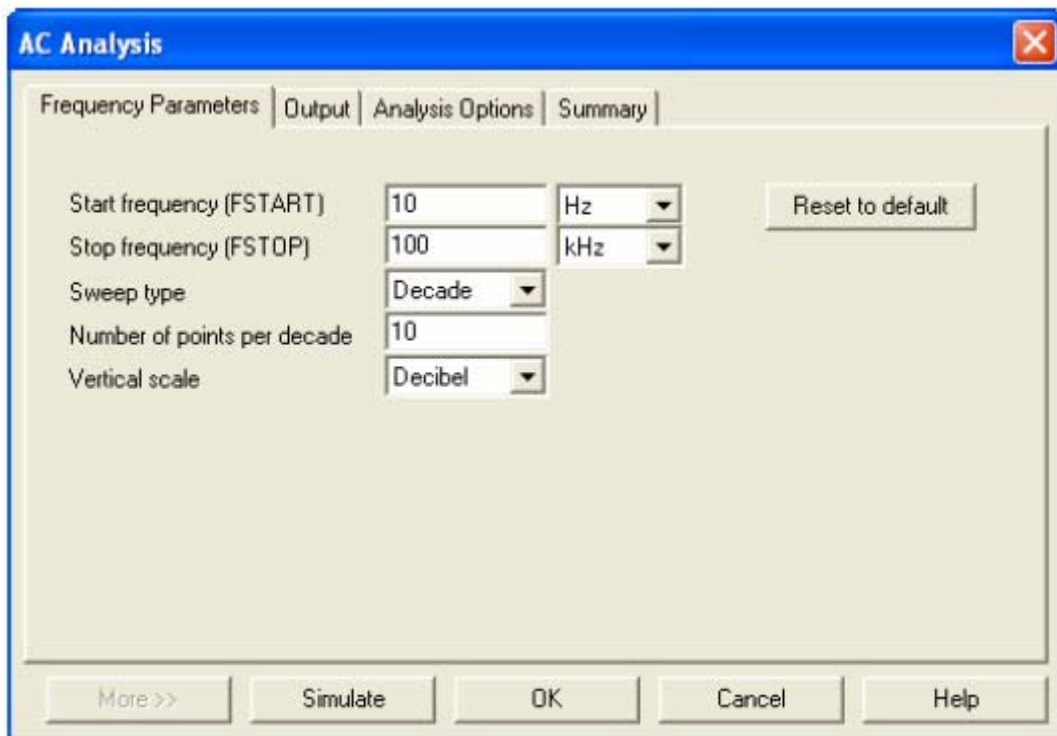 AC Analysis
Frequency Parameters Output Analysis Options Summary
Start frequency (FSTART) 10 Hz Reset to default
Stop frequency (FSTOP) 100 kHz
Sweep type Decade
Number of points per decade 10
Vertical scale Decibel
More >> Simulate OK Cancel Help